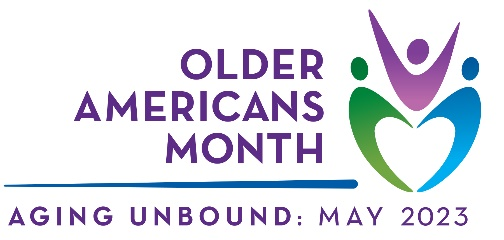 OLDER
AMERICANS
MONTH
AGING UNBOUND: MAY 2023